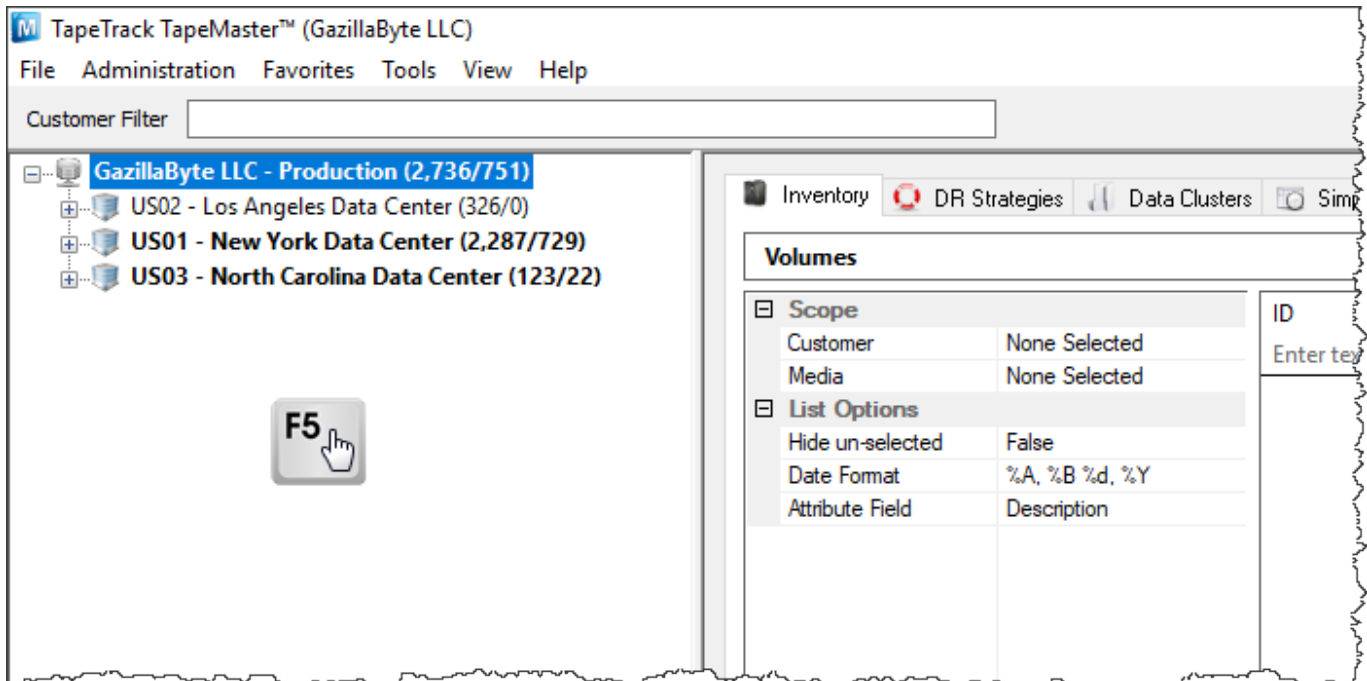 TapeTrack TapeMaster™ (GazillaByte LLC)
File Administration Favorites Tools View Help
Customer Filter
GazillaByte LLC - Production (2,736/751)
US02 - Los Angeles Data Center (326/0)
US01 - New York Data Center (2,287/729)
US03 - North Carolina Data Center (123/22)
F5
Inventory DR Strategies Data Clusters
Volumes
Scope
Customer None Selected
Media None Selected
List Options
Hide un-selected False
Date Format %A, %B %d, %Y
Attribute Field Description
ID
Enter